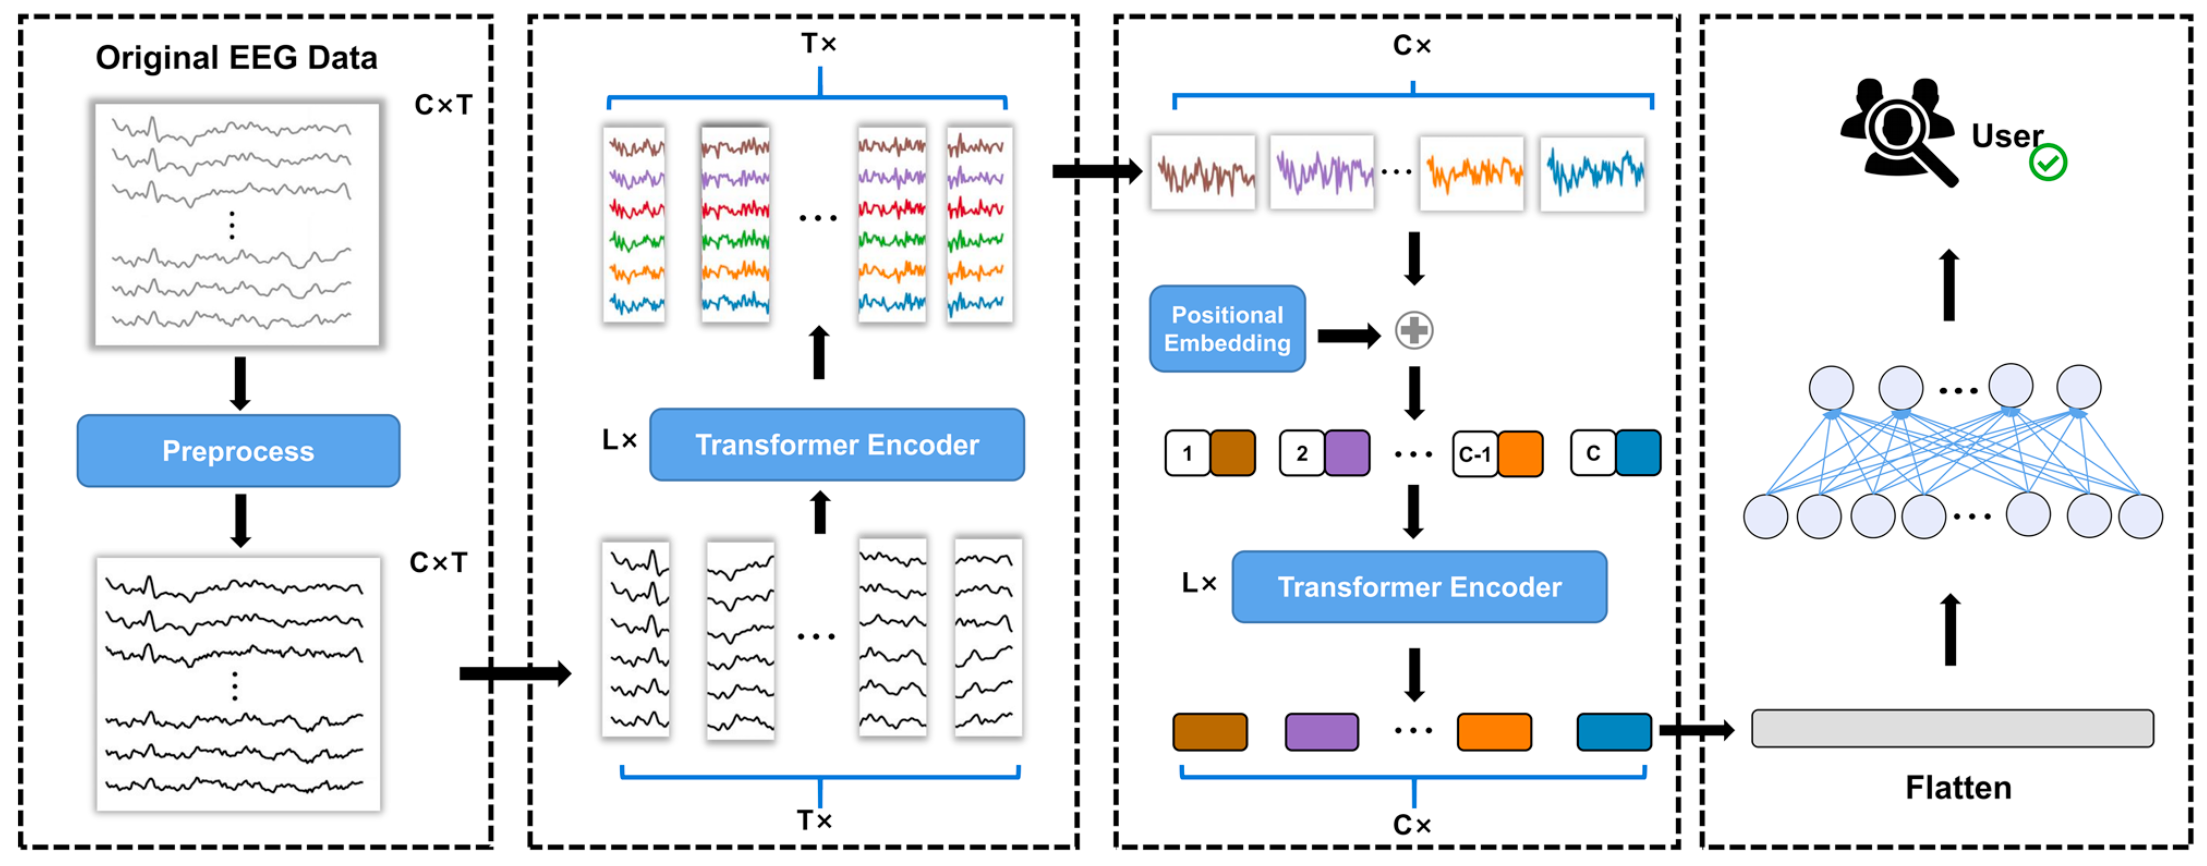 Original EEG Data
C×T
Preprocess
C×T
T×
L×
Transformer Encoder
T×
C×
Positional
Embedding
1
2
C-1
C
L×
Transformer Encoder
C×
User
Flatten